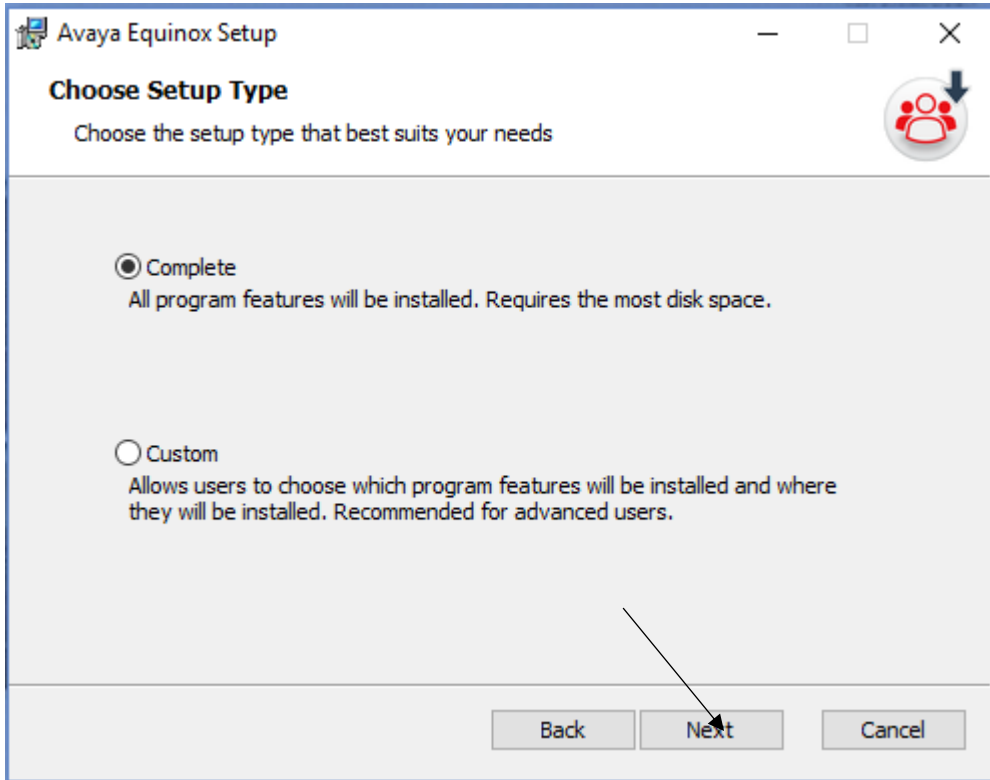 Avaya Equinox Setup
Choose Setup Type
Choose the setup type that best suits your needs
Complete
All program features will be installed. Requires the most disk space.
Custom
Allows users to choose which program features will be installed and where
they will be installed. Recommended for advanced users.
Back Next Cancel